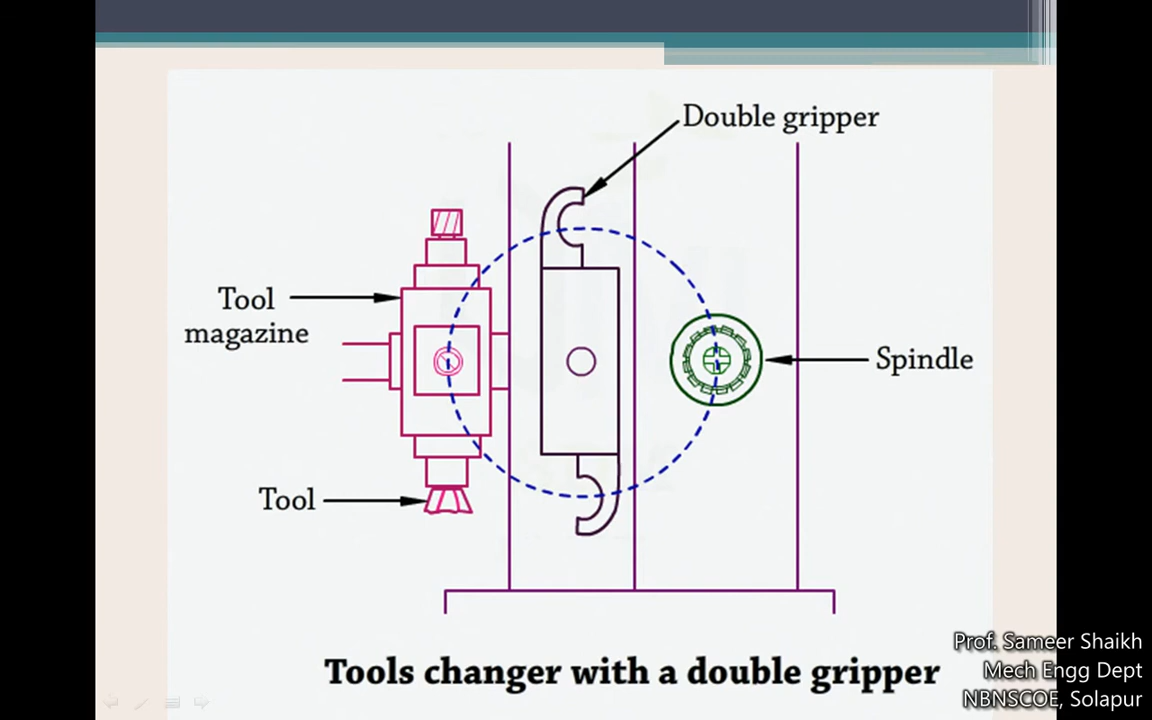 Double gripper
Tool
magazine
Spindle
Tool
Tools changer with a double gripper
Prof. Sameer Shaikh
Mech Engg Dept
NBNSCOE, Solapur